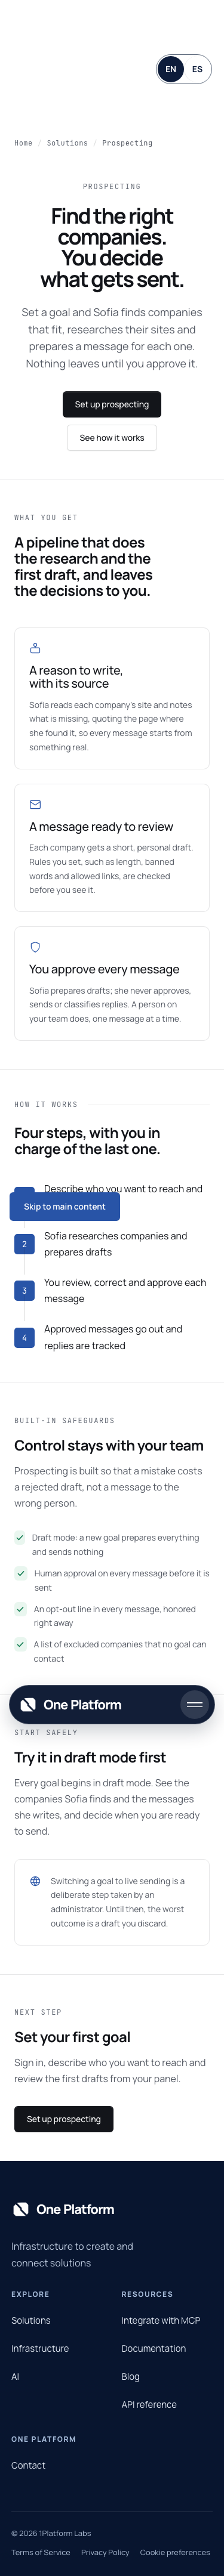 EN ES
Home / Solutions / Prospecting
PROSPECTING
Find the right
companies.
You decide
what gets sent.
Set a goal and Sofia finds companies
that fit, researches their sites and
prepares a message for each one.
Nothing leaves until you approve it.
Set up prospecting
See how it works
WHAT YOU GET
A pipeline that does
the research and the
first draft, and leaves
the decisions to you.
A reason to write,
with its source
Sofia reads each company's site and notes
what is missing, quoting the page where
she found it, so every message starts from
something real.
A message ready to review
Each company gets a short, personal draft.
Rules you set, such as length, banned
words and allowed links, are checked
before you see it.
You approve every message
Sofia prepares drafts; she never approves,
sends or classifies replies. A person on
your team does, one message at a time.
HOW IT WORKS
Four steps, with you in
charge of the last one.
Describe who you want to reach and
Skip to main content
2
Sofia researches companies and
prepares drafts
3
You review, correct and approve each
message
4
Approved messages go out and
replies are tracked
BUILT-IN SAFEGUARDS
Control stays with your team
Prospecting is built so that a mistake costs
a rejected draft, not a message to the
wrong person.
Draft mode: a new goal prepares everything
and sends nothing
Human approval on every message before it is
sent
An opt-out line in every message, honored
right away
A list of excluded companies that no goal can
contact
One Platform
START SAFELY
Try it in draft mode first
Every goal begins in draft mode. See the
companies Sofia finds and the messages
she writes, and decide when you are ready
to send.
Switching a goal to live sending is a
deliberate step taken by an
administrator. Until then, the worst
outcome is a draft you discard.
NEXT STEP
Set your first goal
Sign in, describe who you want to reach and
review the first drafts from your panel.
Set up prospecting
One Platform
Infrastructure to create and
connect solutions
EXPLORE
Solutions
Infrastructure
AI
RESOURCES
Integrate with MCP
Documentation
Blog
API reference
ONE PLATFORM
Contact
© 2026 1Platform Labs
Terms of Service Privacy Policy Cookie preferences